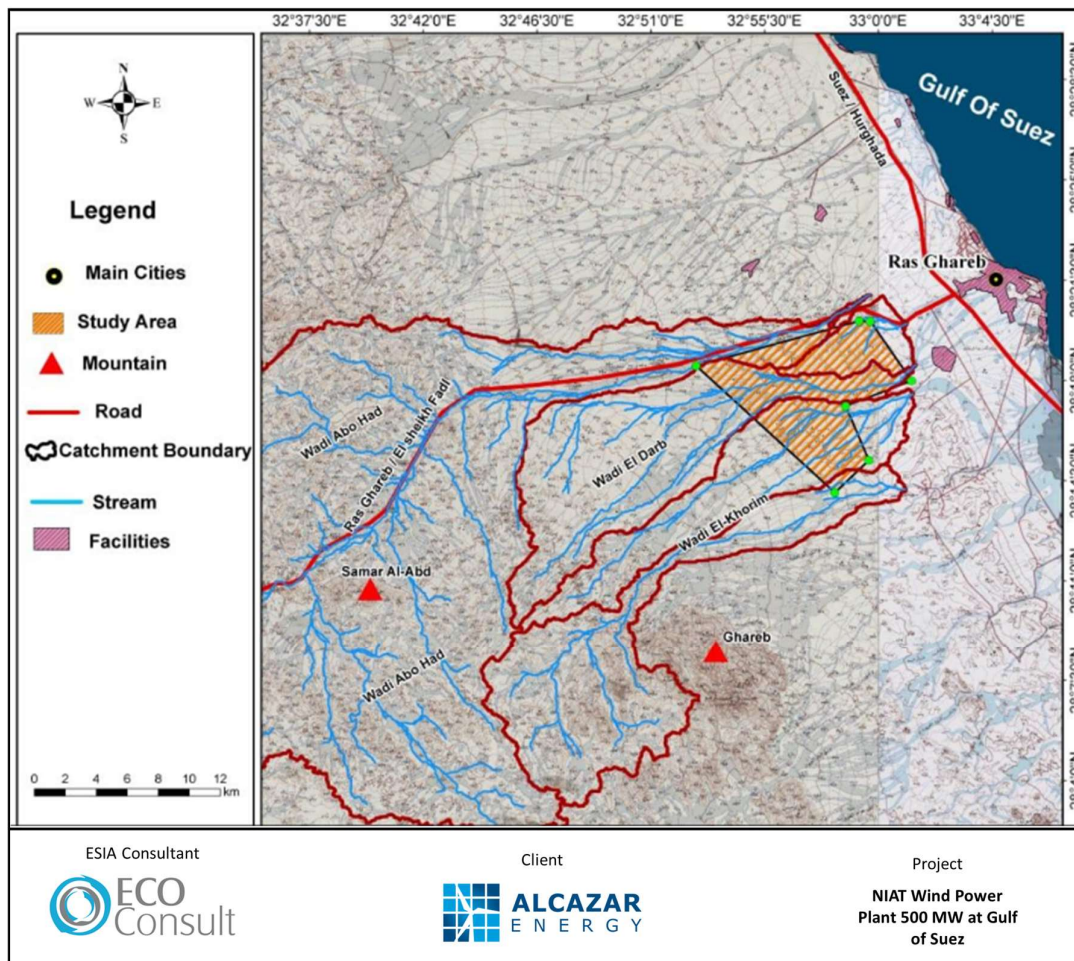 32°37'30"E 32°42'0"E 32°46'30"E 32°51'0"E 32°55'30"E 33°0'0"E 33°4'30"E
N
W E
S
Legend
Main Cities
Study Area
Mountain
Road
Catchment Boundary
Stream
Facilities
0 2 4 6 8 10 12
km
Gulf Of Suez
Suez / Hurghada
Ras Ghareb
Wadi Abo Had
Ras Ghareb / El-sheikh Fadl
Wadi El Darb
Wadi El-Khorim
Samar Al-Abd
Ghareb
Wadi Abo Had
ESIA Consultant
ECO
Consult
Client
ALCAZAR
ENERGY
Project
NIAT Wind Power
Plant 500 MW at Gulf
of Suez